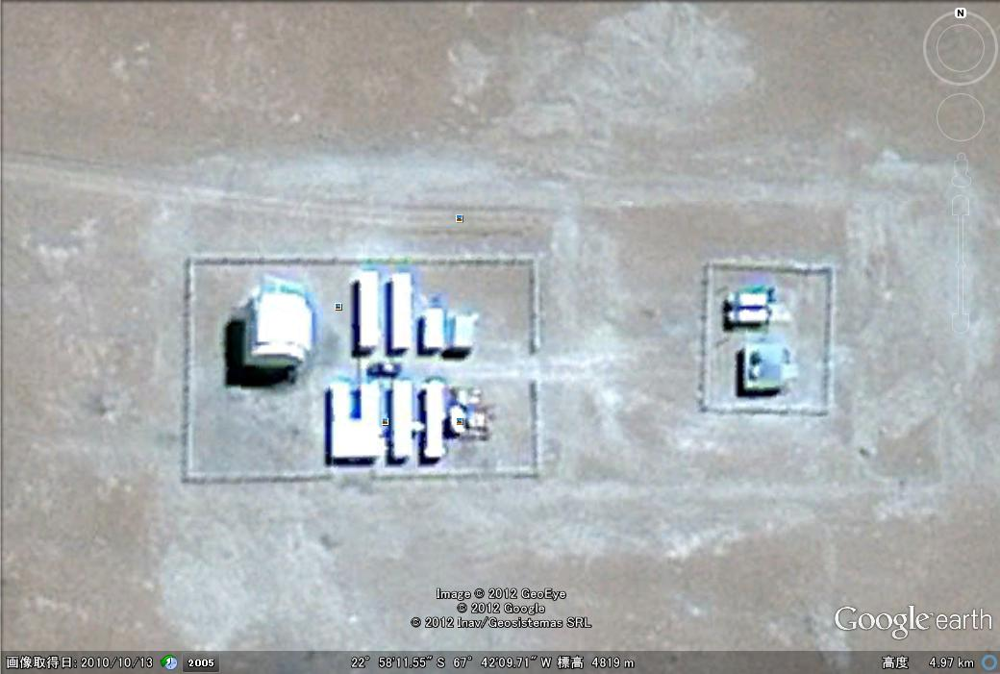 N
Image © 2012 GeoEye
© 2012 Google
© 2012 Inav/Geosistemas SRL
Google earth
画像取得日: 2010/10/13 2005 22° 58'11.55" S 67° 42'09.71" W 標高 4819 m 高度 4.97 km